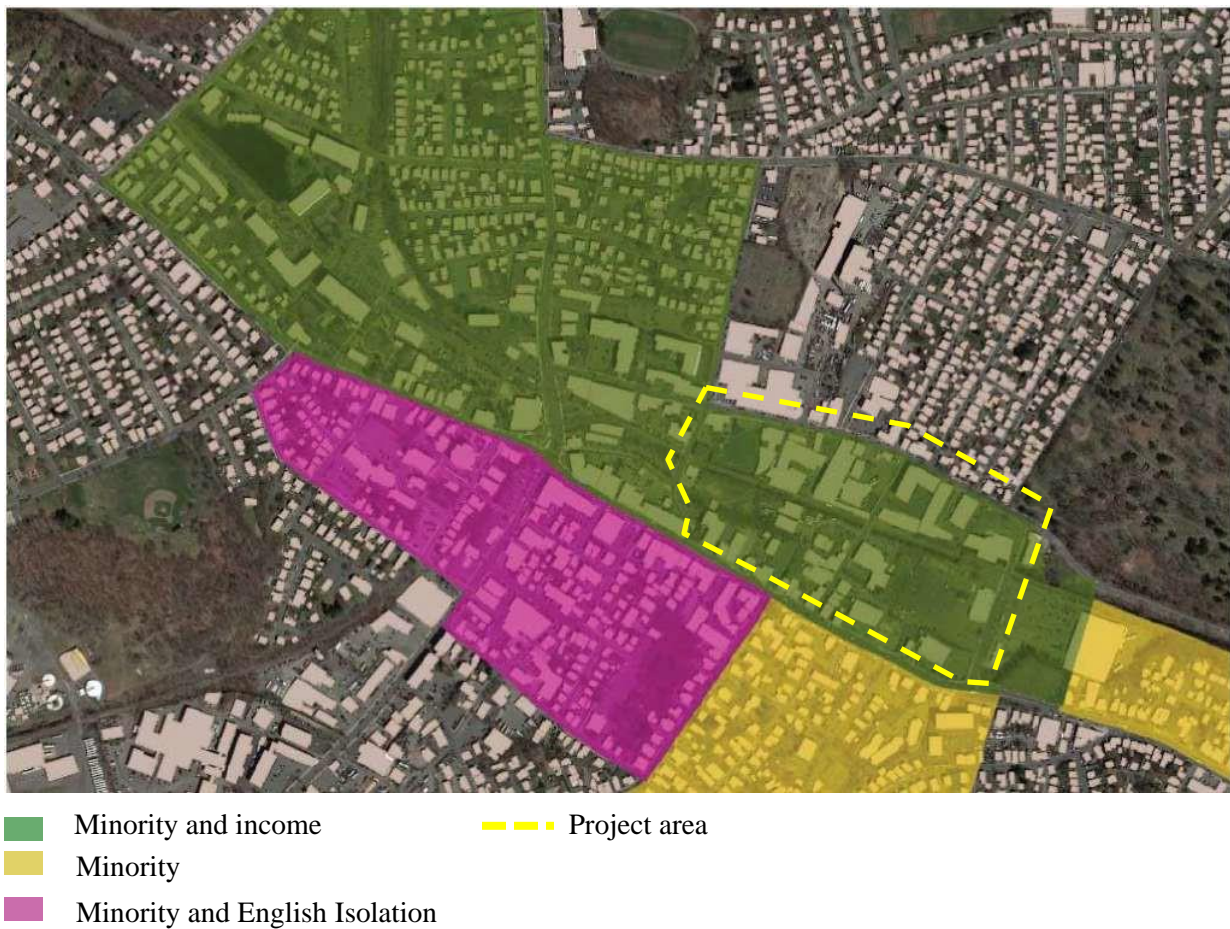 Minority and income
Project area
Minority
Minority and English Isolation